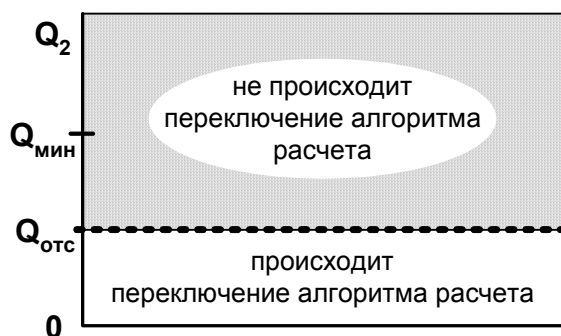 Q2
не происходит
переключение алгоритма
расчета
Qмин
Qотс
происходит
переключение алгоритма расчета
0